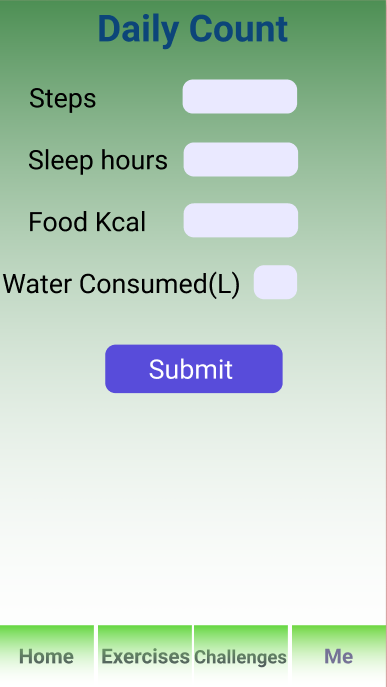 Daily Count
Steps
Sleep hours
Food Kcal
Water Consumed(L)
Submit
Home Exercises Challenges Me